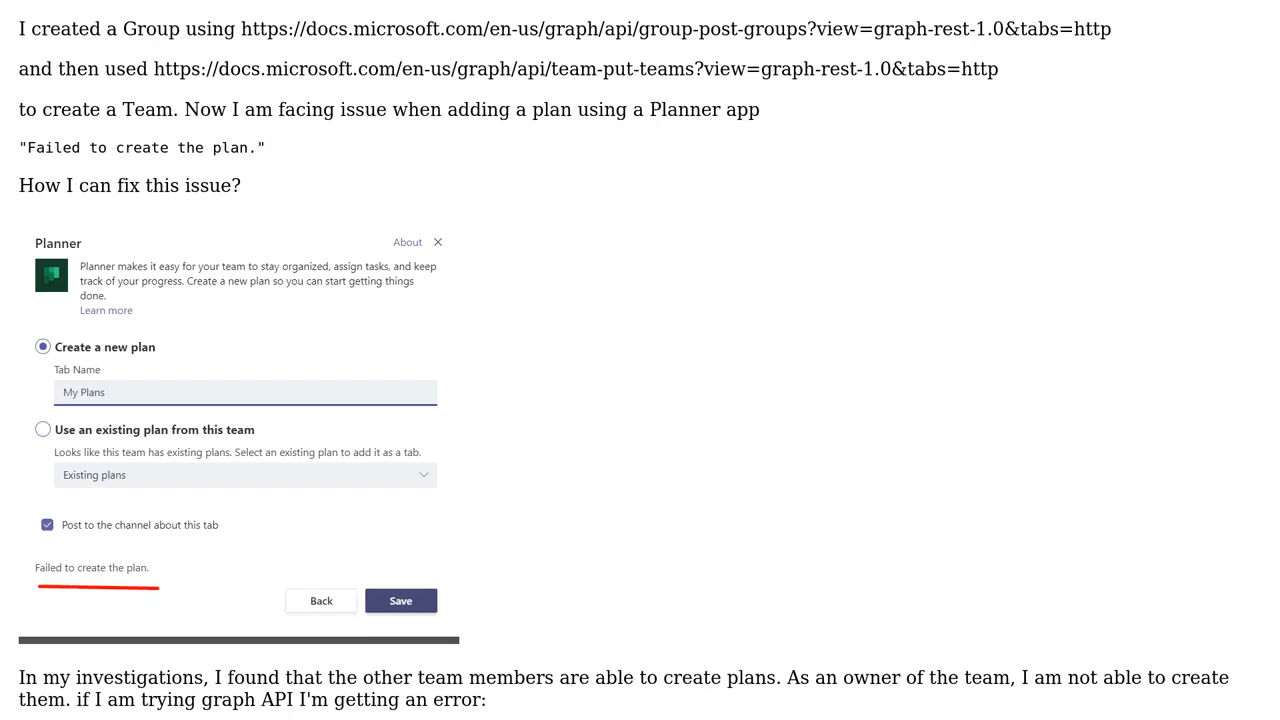 I created a Group using https://docs.microsoft.com/en-us/graph/api/group-post-groups?view=graph-rest-1.0&tabs=http
and then used https://docs.microsoft.com/en-us/graph/api/team-put-teams?view=graph-rest-1.0&tabs=http
to create a Team. Now I am facing issue when adding a plan using a Planner app
"Failed to create the plan."
How I can fix this issue?
Planner
About
Planner makes it easy for your team to stay organized, assign tasks, and keep
track of your progress. Create a new plan so you can start getting things
done.
Learn more
Create a new plan
Tab Name
My Plans
Use an existing plan from this team
Looks like this team has existing plans. Select an existing plan to add it as a tab.
Existing plans
Post to the channel about this tab
Failed to create the plan.
Back
Save
In my investigations, I found that the other team members are able to create plans. As an owner of the team, I am not able to create
them. if I am trying graph API I'm getting an error: